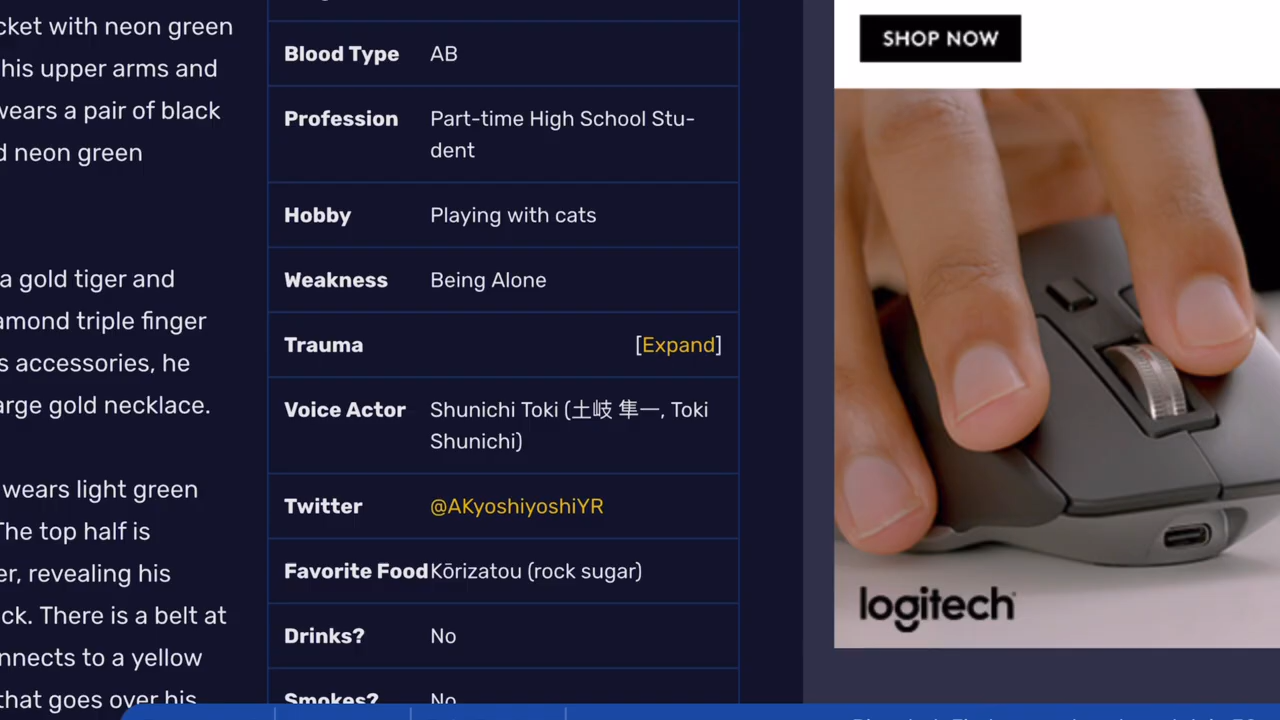 cket with neon green
his upper arms and
wears a pair of black
d neon green
a gold tiger and
amond triple finger
s accessories, he
arge gold necklace.
wears light green
The top half is
er, revealing his
ck. There is a belt at
nnects to a yellow
that goes over his
Blood Type AB
Profession Part-time High School Stu-
dent
Hobby Playing with cats
Weakness Being Alone
Trauma [Expand]
Voice Actor Shunichi Toki (土岐 隼一, Toki
Shunichi)
Twitter @AKyoshiyoshiYR
Favorite Food Kōrizatou (rock sugar)
Drinks? No
Smokes? No
SHOP NOW
logitech